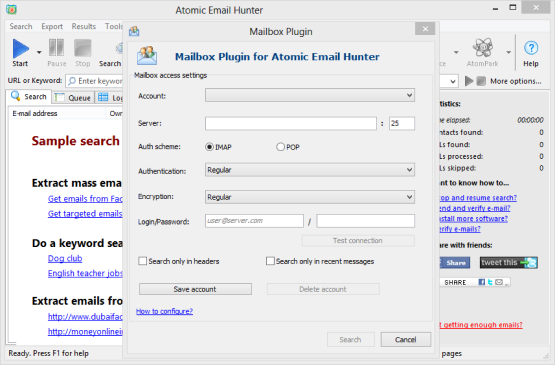 Atomic Email Hunter
Search Export Results Tools
Mailbox Plugin
Start Pause Stop Search
AtomPark Help
Mailbox Plugin for Atomic Email Hunter
URL or Keyword: Enter keyw
More options...
Mailbox access settings
Search Queue Log
E-mail address
Account:
Server: : 25
Auth scheme: IMAP POP
Authentication: Regular
Encryption: Regular
Login/Password: user@server.com /
Test connection
Search only in headers Search only in recent messages
Save account Delete account
How to configure?
Search Cancel
Sample search
Extract mass ema
Get emails from Fac
Get targeted emails
Do a keyword sea
Dog club
English teacher jobs
Extract emails fro
http://www.dubaifac
http://moneyonlinei
tistics:
e elapsed: 00:00:00
ntacts found: 0
ls found: 0
ls processed: 0
ls skipped: 0
nt to know how to...
op and resume search?
end and verify e-mail?
stall more software?
erify e-mails?
are with friends:
Share tweet this
SHARE
t getting enough emails?
Ready. Press F1 for help
pages